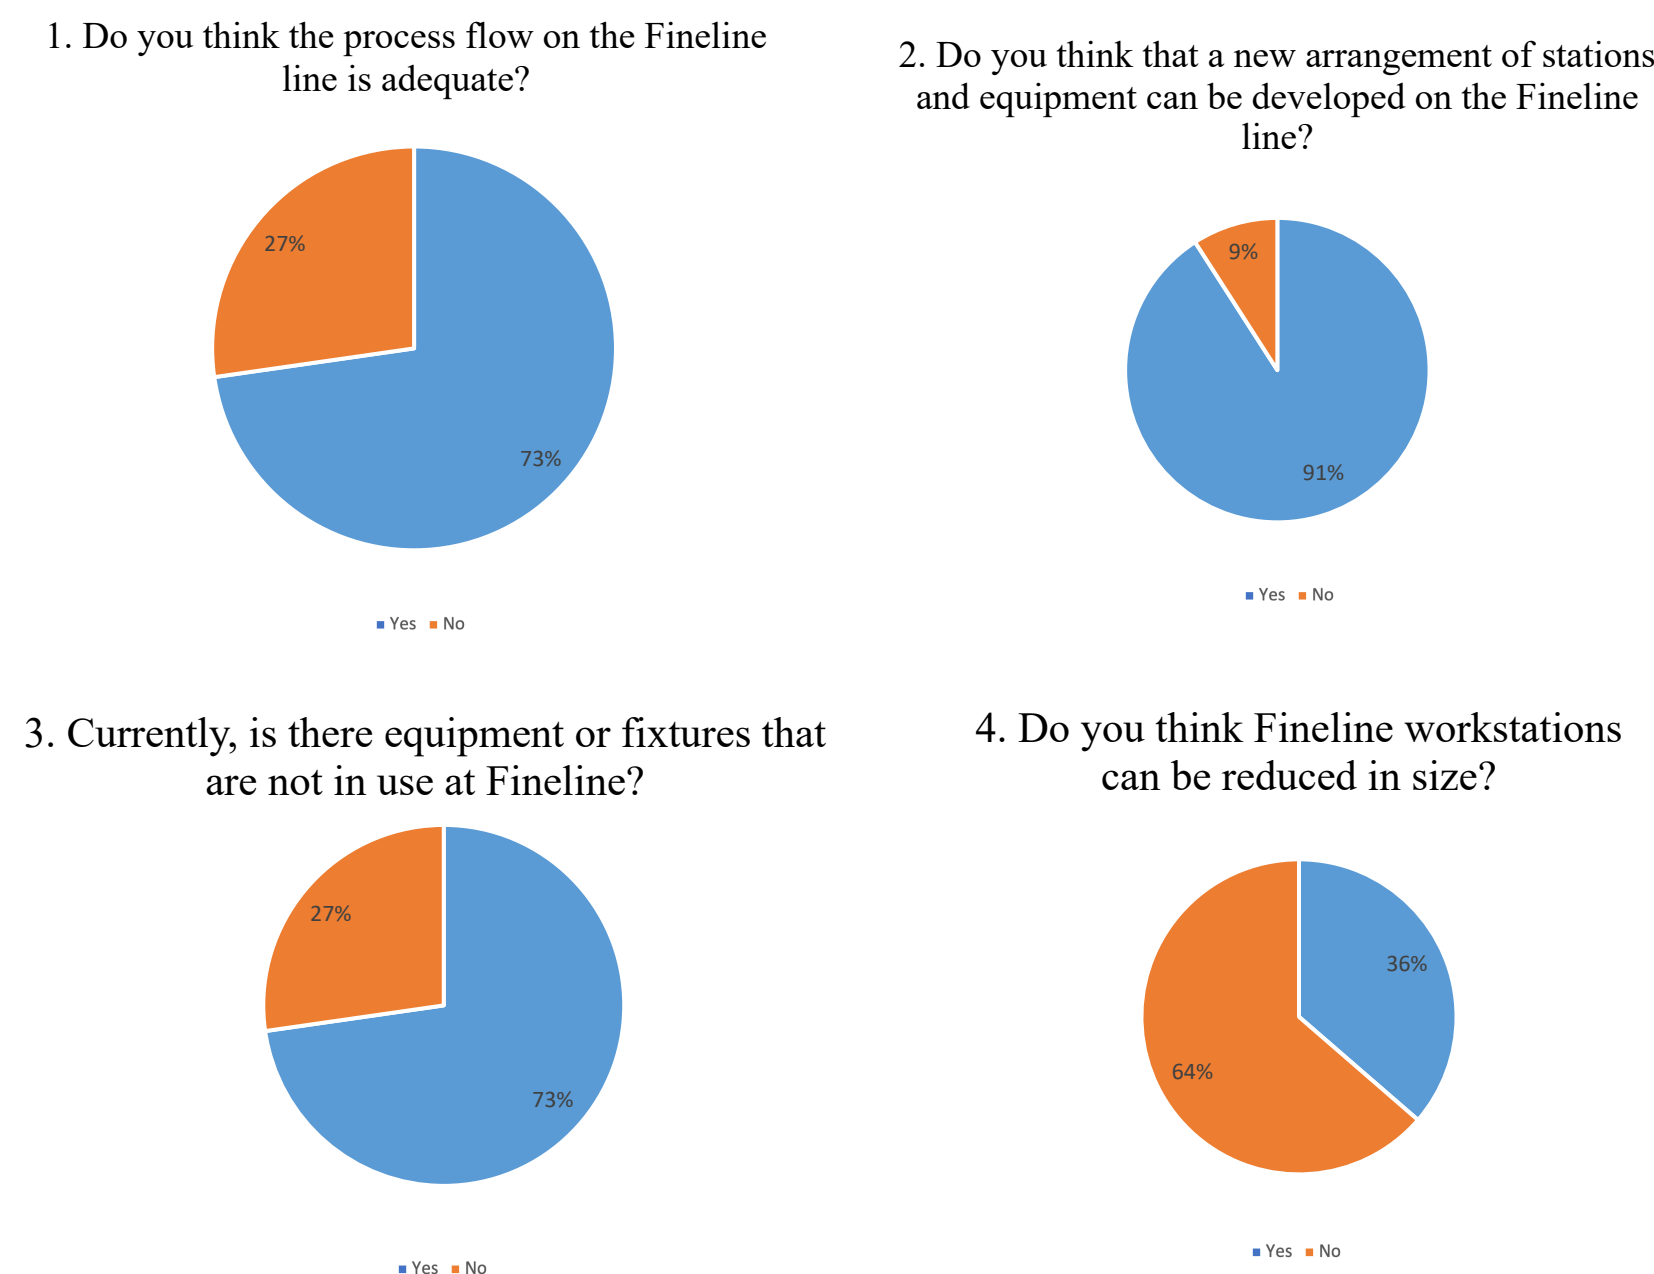 1. Do you think the process flow on the Fineline
line is adequate?
27%
73%
Yes No
2. Do you think that a new arrangement of stations
and equipment can be developed on the Fineline
line?
9%
91%
Yes No
3. Currently, is there equipment or fixtures that
are not in use at Fineline?
27%
73%
Yes No
4. Do you think Fineline workstations
can be reduced in size?
36%
64%
Yes No